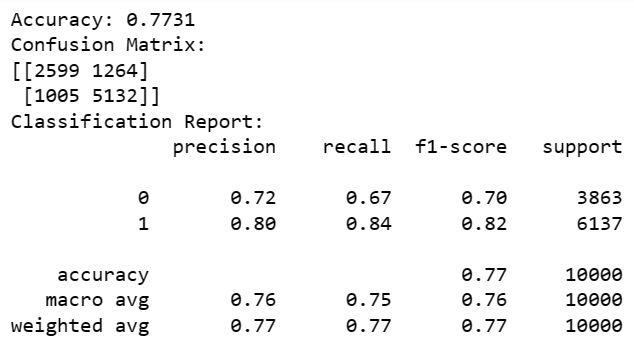 Accuracy: 0.7731
Confusion Matrix:
[[2599 1264]
 [1005 5132]]
Classification Report:
              precision    recall  f1-score   support

           0       0.72      0.67      0.70      3863
           1       0.80      0.84      0.82      6137

    accuracy                           0.77     10000
   macro avg       0.76      0.75      0.76     10000
weighted avg       0.77      0.77      0.77     10000